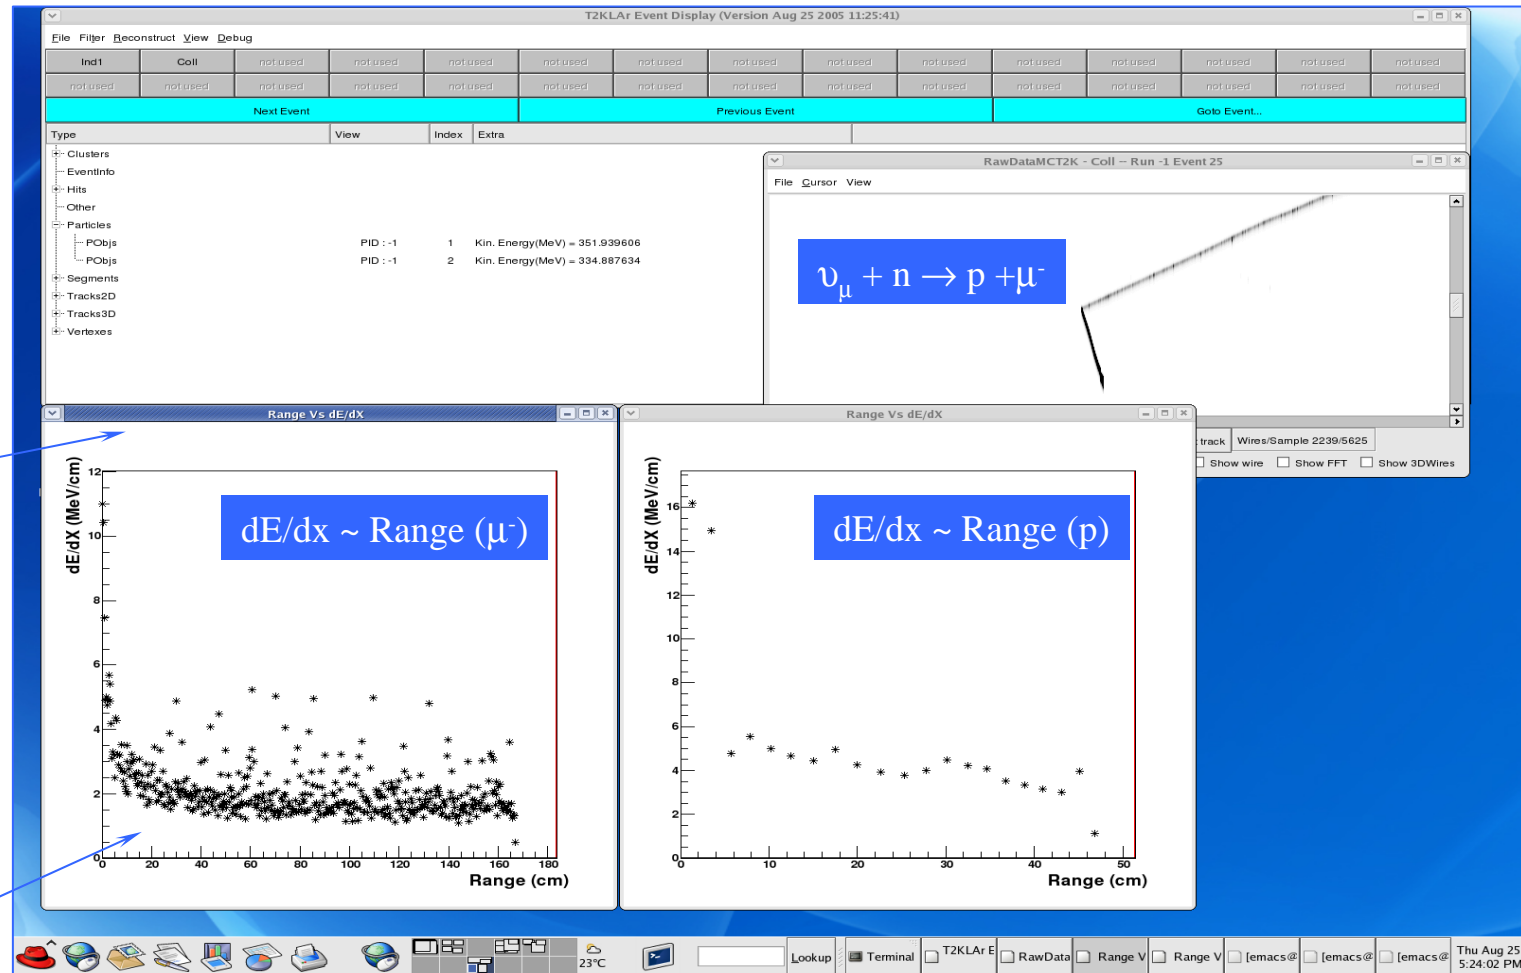 T2KLAr Event Display (Version Aug 25 2005 11:25:41)
File Filter Reconstruct View Debug
Ind1 Coll not used not used not used not used not used not used not used not used not used not used not used not used not used
not used not used not used not used not used not used not used not used not used not used not used not used not used not used not used
Next Event Previous Event Goto Event...
Type View Index Extra
Clusters
EventInfo
Hits
Other
Particles
PObjs PID : -1 1 Kin. Energy(MeV) = 351.939606
PObjs PID : -1 2 Kin. Energy(MeV) = 334.887634
Segments
Tracks2D
Tracks3D
Vertexes
RawDataMCT2K - Coll -- Run -1 Event 25
File Cursor View
υμ + n → p +μ-
track Wires/Sample 2239/5625
Show wire Show FFT Show 3DWires
Range Vs dE/dX
dE/dX (MeV/cm)
12
10
8
6
4
2
0
dE/dx ~ Range (μ-)
0 20 40 60 80 100 120 140 160 180
Range (cm)
Range Vs dE/dX
dE/dX (MeV/cm)
16
14
12
10
8
6
4
2
0
dE/dx ~ Range (p)
0 10 20 30 40 50
Range (cm)
23°C
Lookup Terminal T2KLAr E RawData Range V Range V [emacs@ [emacs@ [emacs@
Thu Aug 25
5:24:02 PM